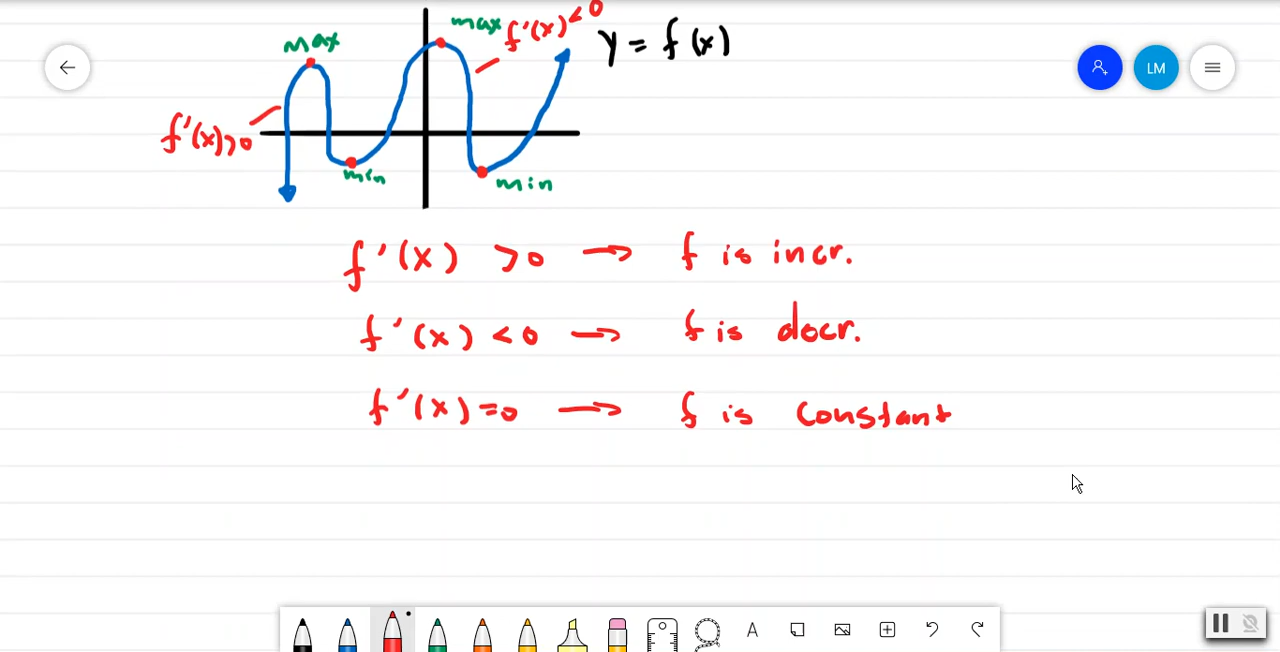 max f'(x) < 0 y = f(x)
max
f'(x) > 0
min
min
f'(x) > 0 → f is incr.
f'(x) < 0 → f is decr.
f'(x) = 0 → f is constant
LM
A